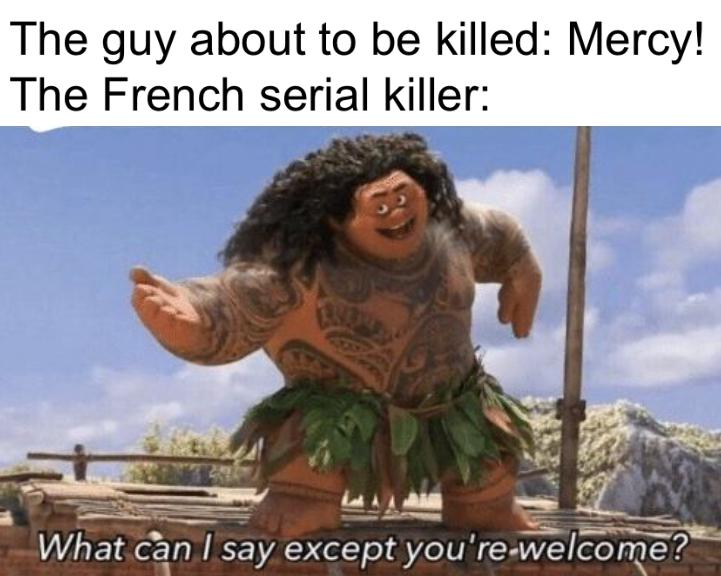 The guy about to be killed: Mercy!
The French serial killer:
What can I say except you're welcome?